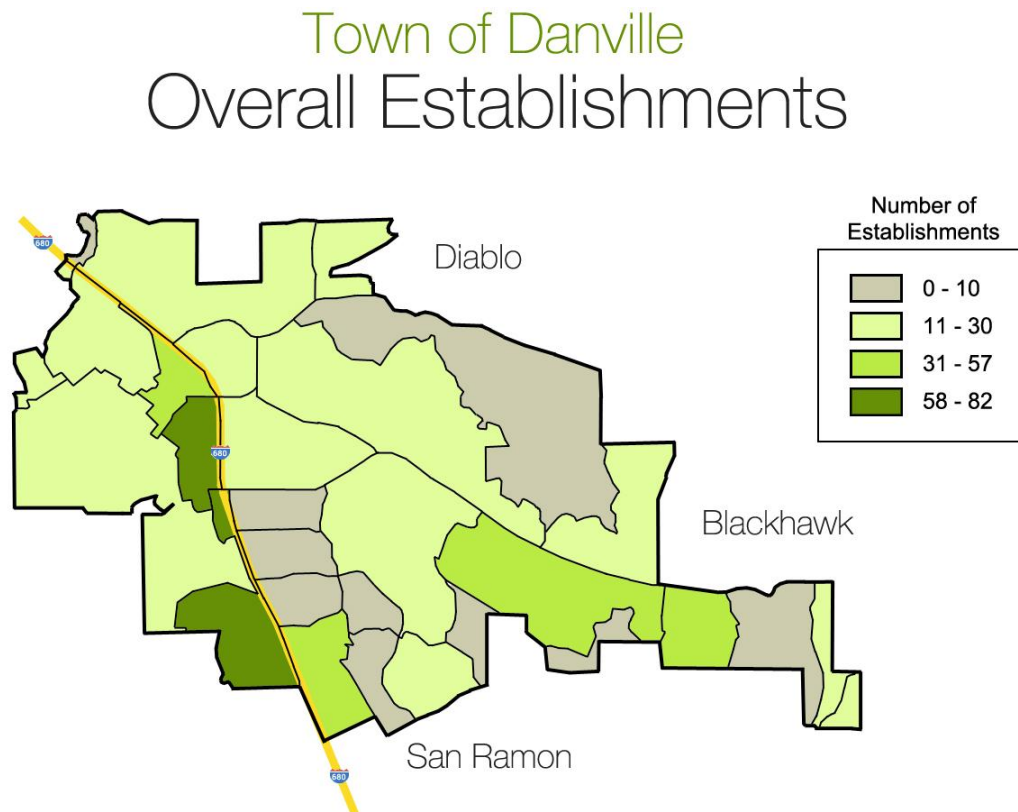 Town of Danville
Overall Establishments
Number of
Establishments
680
Diablo
0 - 10
11 - 30
31 - 57
58 - 82
680
Blackhawk
San Ramon
680